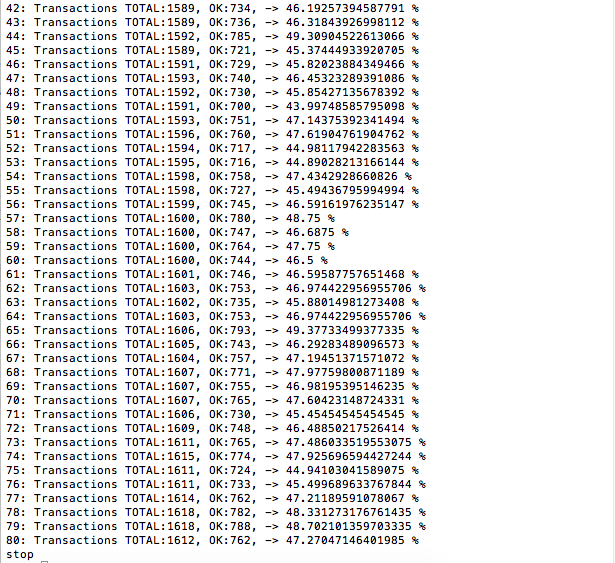 42: Transactions TOTAL:1589, OK:734, -> 46.19257394587791 %
43: Transactions TOTAL:1589, OK:736, -> 46.31843926998112 %
44: Transactions TOTAL:1592, OK:785, -> 49.30904522613066 %
45: Transactions TOTAL:1589, OK:721, -> 45.37444933920705 %
46: Transactions TOTAL:1591, OK:729, -> 45.82023884349466 %
47: Transactions TOTAL:1593, OK:740, -> 46.45323289391086 %
48: Transactions TOTAL:1592, OK:730, -> 45.85427135678392 %
49: Transactions TOTAL:1591, OK:700, -> 43.99748585795098 %
50: Transactions TOTAL:1593, OK:751, -> 47.14375392341494 %
51: Transactions TOTAL:1596, OK:760, -> 47.61904761904762 %
52: Transactions TOTAL:1594, OK:717, -> 44.98117942283563 %
53: Transactions TOTAL:1595, OK:716, -> 44.89028213166144 %
54: Transactions TOTAL:1598, OK:758, -> 47.4342928660826 %
55: Transactions TOTAL:1598, OK:727, -> 45.49436795994994 %
56: Transactions TOTAL:1599, OK:745, -> 46.59161976235147 %
57: Transactions TOTAL:1600, OK:780, -> 48.75 %
58: Transactions TOTAL:1600, OK:747, -> 46.6875 %
59: Transactions TOTAL:1600, OK:764, -> 47.75 %
60: Transactions TOTAL:1600, OK:744, -> 46.5 %
61: Transactions TOTAL:1601, OK:746, -> 46.59587757651468 %
62: Transactions TOTAL:1603, OK:753, -> 46.974422956955706 %
63: Transactions TOTAL:1602, OK:735, -> 45.88014981273408 %
64: Transactions TOTAL:1603, OK:753, -> 46.974422956955706 %
65: Transactions TOTAL:1606, OK:793, -> 49.37733499377335 %
66: Transactions TOTAL:1605, OK:743, -> 46.29283489096573 %
67: Transactions TOTAL:1604, OK:757, -> 47.19451371571072 %
68: Transactions TOTAL:1607, OK:771, -> 47.97759800871189 %
69: Transactions TOTAL:1607, OK:755, -> 46.98195395146235 %
70: Transactions TOTAL:1607, OK:765, -> 47.60423148724331 %
71: Transactions TOTAL:1606, OK:730, -> 45.45454545454545 %
72: Transactions TOTAL:1609, OK:748, -> 46.48850217526414 %
73: Transactions TOTAL:1611, OK:765, -> 47.486033519553075 %
74: Transactions TOTAL:1615, OK:774, -> 47.925696594427244 %
75: Transactions TOTAL:1611, OK:724, -> 44.94103041589075 %
76: Transactions TOTAL:1611, OK:733, -> 45.499689633767844 %
77: Transactions TOTAL:1614, OK:762, -> 47.21189591078067 %
78: Transactions TOTAL:1618, OK:782, -> 48.331273176761435 %
79: Transactions TOTAL:1618, OK:788, -> 48.702101359703335 %
80: Transactions TOTAL:1612, OK:762, -> 47.27047146401985 %
stop